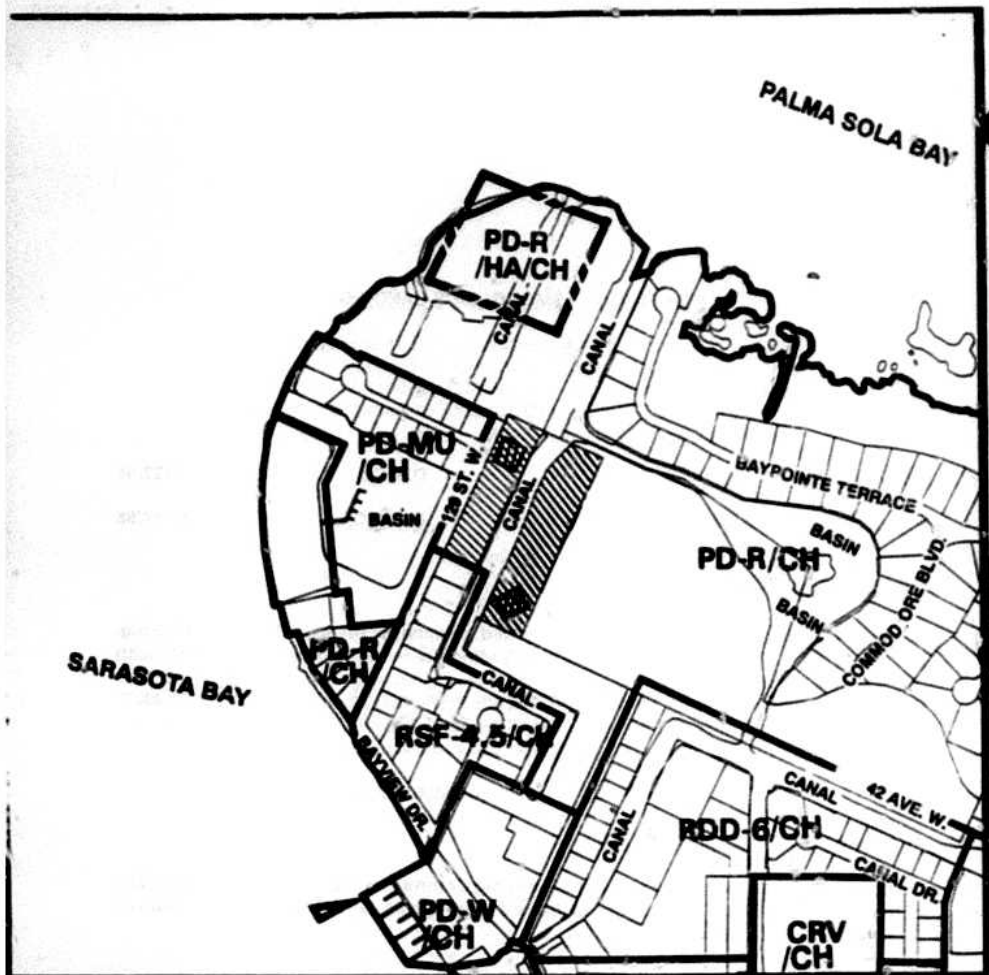 PALMA SOLA BAY
PD-R
/HA/CH
CANAL
CANAL
PD-MU
/CH
BASIN
129 ST. W.
CANAL
BAYPOINTE TERRACE
BASIN
PD-R/CH
BASIN
COMMODORE BLVD.
SARASOTA BAY
PD-R
/CH
CANAL
RSF-4.5/CH
BAYVIEW DR.
CANAL
CANAL
42 AVE. W.
RDD-6/CH
CANAL DR.
PD-W
/CH
CRV
/CH